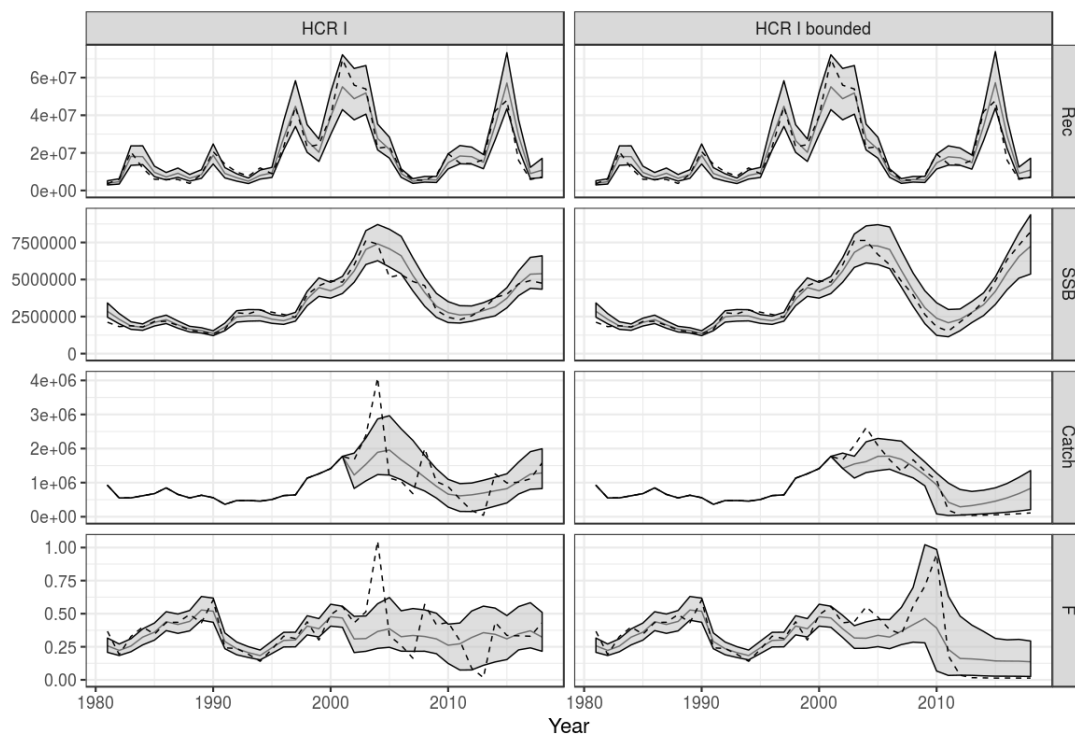 HCR I HCR I bounded
6e+07
4e+07
2e+07
0e+00
Rec
7500000
5000000
2500000
0
SSB
4e+06
3e+06
2e+06
1e+06
0e+00
Catch
1.00
0.75
0.50
0.25
0.00
F
1980 1990 2000 2010 1980 1990 2000 2010
Year